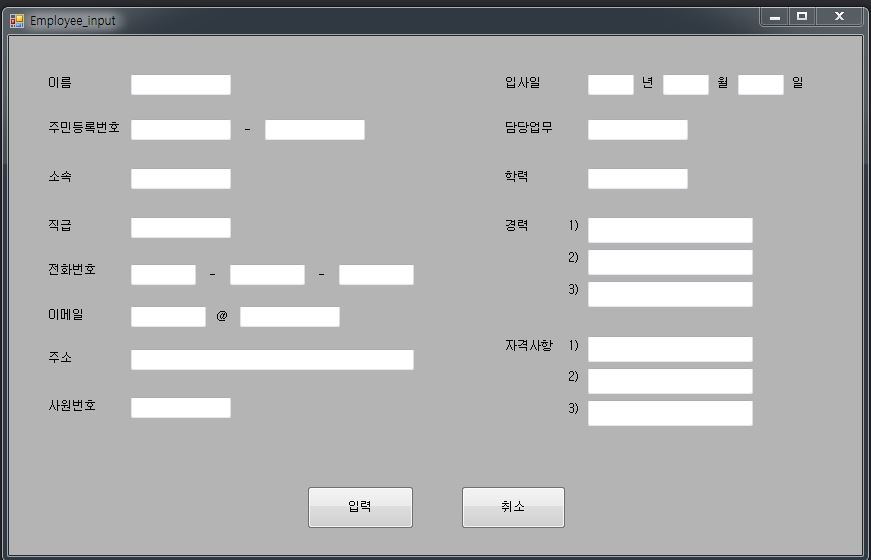 Employee_input
이름
주민등록번호 -
소속
직급
전화번호 - -
이메일 @
주소
사원번호
입사일 년 월 일
담당업무
학력
경력 1)
2)
3)
자격사항 1)
2)
3)
입력 취소